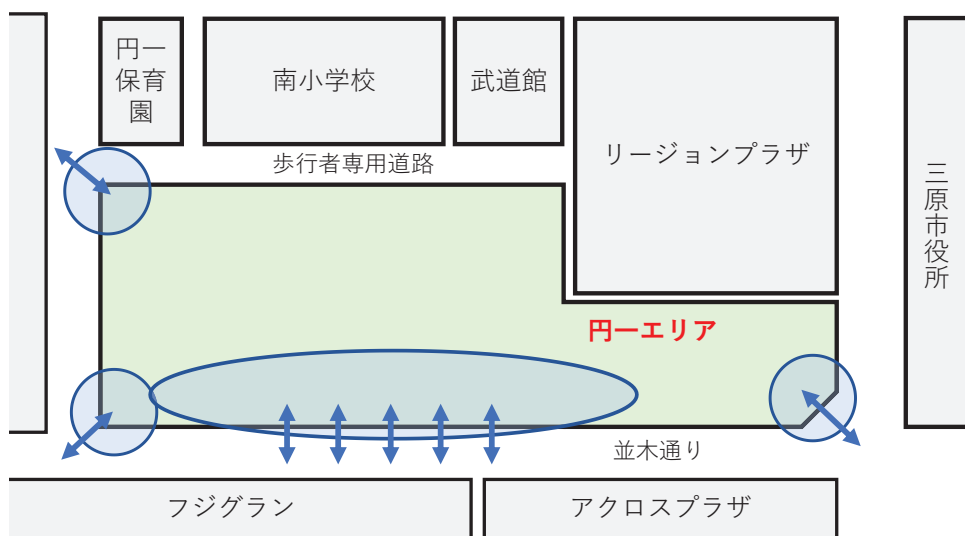 円一
保育
園
南小学校
武道館
リージョンプラザ
三原市役所
歩行者専用道路
円一エリア
並木通り
フジグラン
アクロスプラザ